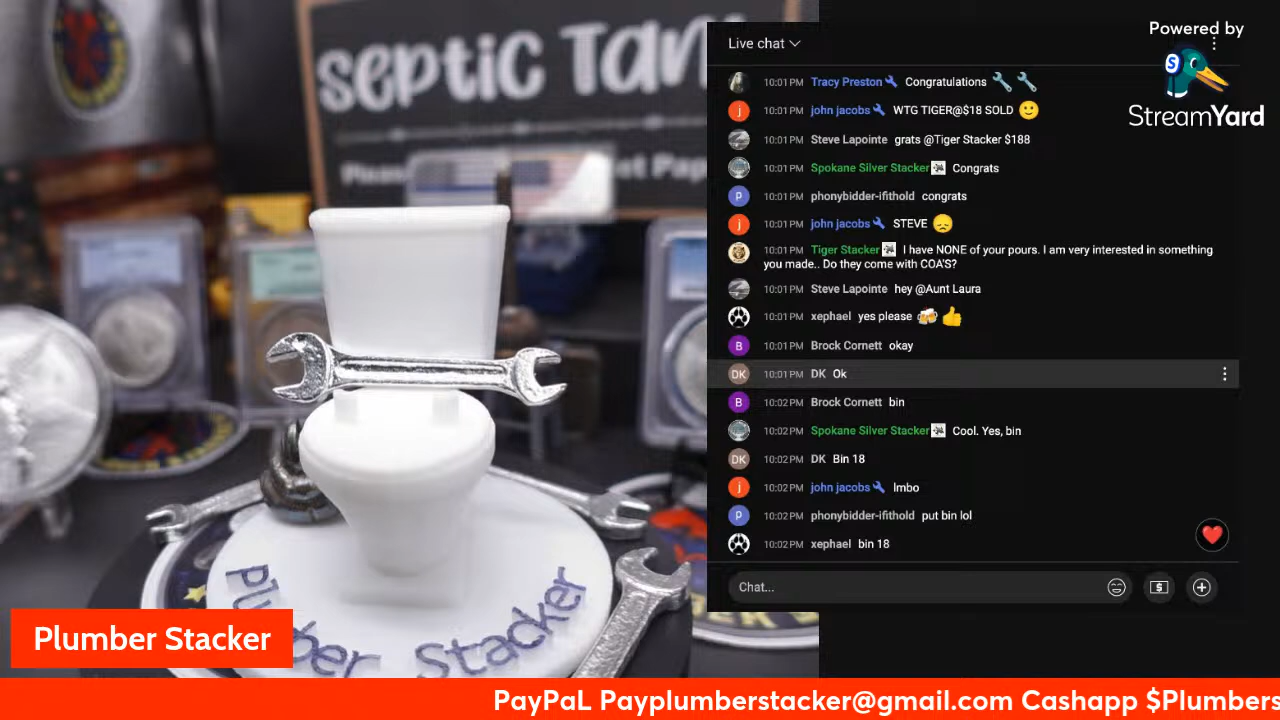 septic Tan
Pleas
et Pap
Plumber Stacker
Live chat
10:01 PM Tracy Preston Congratulations
10:01 PM john jacobs WTG TIGER@$18 SOLD
10:01 PM Steve Lapointe grats @Tiger Stacker $188
10:01 PM Spokane Silver Stacker Congrats
10:01 PM phonybidder-ifithold congrats
10:01 PM john jacobs STEVE
10:01 PM Tiger Stacker I have NONE of your pours. I am very interested in something
you made.. Do they come with COA'S?
10:01 PM Steve Lapointe hey @Aunt Laura
10:01 PM xephael yes please
10:01 PM Brock Cornett okay
10:01 PM DK Ok
10:02 PM Brock Cornett bin
10:02 PM Spokane Silver Stacker Cool. Yes, bin
10:02 PM DK Bin 18
10:02 PM john jacobs lmbo
10:02 PM phonybidder-ifithold put bin lol
10:02 PM xephael bin 18
Chat...
Powered by
StreamYard
Plumber Stacker
PayPaL Payplumberstacker@gmail.com Cashapp $Plumbers